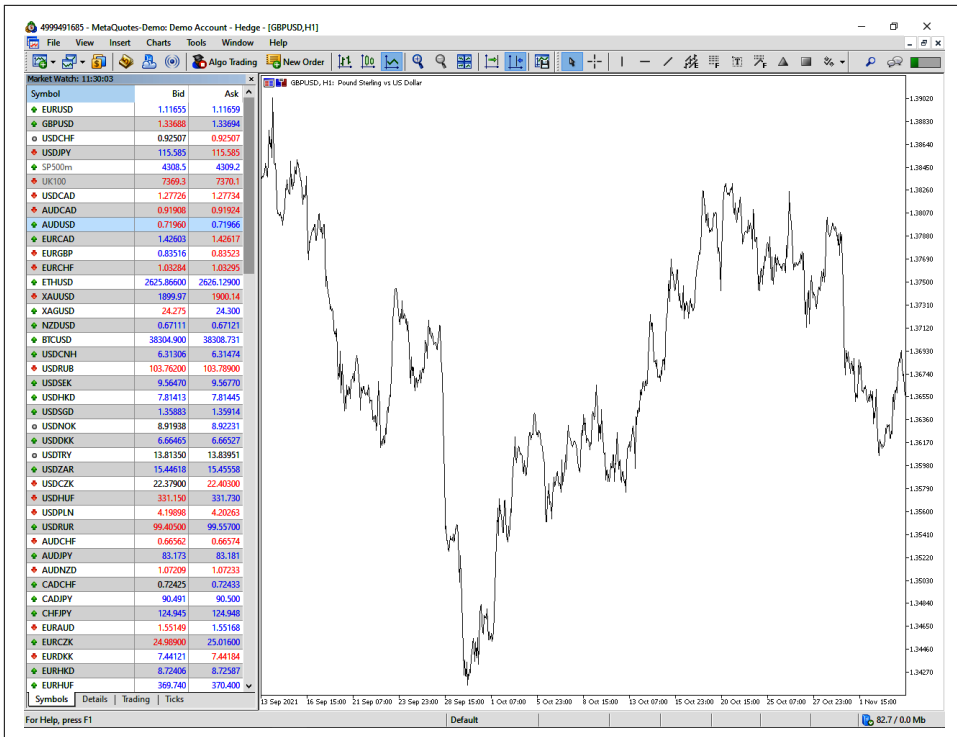 4999491685 - MetaQuotes-Demo: Demo Account - Hedge - [GBPUSD,H1]
File View Insert Charts Tools Window Help
Algo Trading New Order
Market Watch: 11:30:03
Symbol Bid Ask
EURUSD 1.11655 1.11659
GBPUSD 1.33688 1.33694
USDCHF 0.92507 0.92507
USDJPY 115.585 115.585
SP500m 4308.5 4309.2
UK100 7369.3 7370.1
USDCAD 1.27726 1.27734
AUDCAD 0.91908 0.91924
AUDUSD 0.71960 0.71966
EURCAD 1.42603 1.42617
EURGBP 0.83516 0.83523
EURCHF 1.03284 1.03295
ETHUSD 2625.86600 2626.12900
XAUUSD 1899.97 1900.14
XAGUSD 24.275 24.300
NZDUSD 0.67111 0.67121
BTCUSD 38304.900 38308.731
USDCNH 6.31306 6.31474
USDRUB 103.76200 103.78900
USDSEK 9.56470 9.56770
USDHKD 7.81413 7.81445
USDSGD 1.35883 1.35914
USDNOK 8.91938 8.92231
USDDKK 6.66465 6.66527
USDTRY 13.81350 13.83951
USDZAR 15.44618 15.45558
USDCZK 22.37900 22.40300
USDHUF 331.150 331.730
USDPLN 4.19898 4.20263
USDRUR 99.40500 99.55700
AUDCHF 0.66562 0.66574
AUDJPY 83.173 83.181
AUDNZD 1.07209 1.07233
CADCHF 0.72425 0.72433
CADJPY 90.491 90.500
CHFJPY 124.945 124.948
EURAUD 1.55149 1.55168
EURCZK 24.98900 25.01600
EURDKK 7.44121 7.44184
EURHKD 8.72406 8.72587
EURHUF 369.740 370.400
Symbols Details Trading Ticks
GBPUSD, H1: Pound Sterling vs US Dollar
1.39020
1.38830
1.38640
1.38450
1.38260
1.38070
1.37880
1.37690
1.37500
1.37310
1.37120
1.36930
1.36740
1.36550
1.36360
1.36170
1.35980
1.35790
1.35600
1.35410
1.35220
1.35030
1.34840
1.34650
1.34460
1.34270
13 Sep 2021 16 Sep 15:00 21 Sep 07:00 23 Sep 23:00 28 Sep 15:00 1 Oct 07:00 5 Oct 23:00 8 Oct 15:00 13 Oct 07:00 15 Oct 23:00 20 Oct 15:00 25 Oct 07:00 27 Oct 23:00 1 Nov 15:00
For Help, press F1 Default 82.7 / 0.0 Mb